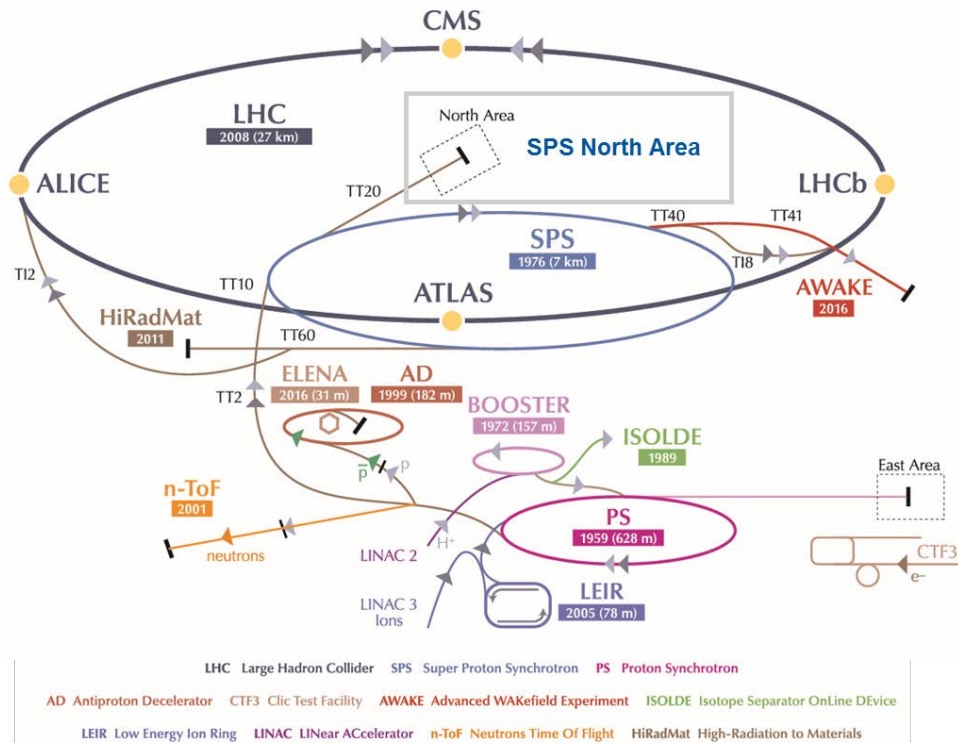 CMS
LHC
2008 (27 km)
North Area
SPS North Area
ALICE
LHCb
TT20
TT40
TT41
SPS
1976 (7 km)
TI2
TT10
TI8
ATLAS
AWAKE
2016
HiRadMat
2011
TT60
ELENA
2016 (31 m)
AD
1999 (182 m)
TT2
BOOSTER
1972 (157 m)
ISOLDE
1989
p̅
p
East Area
n-ToF
2001
PS
1959 (628 m)
neutrons
LINAC 2
H⁺
CTF3
e–
LEIR
2005 (78 m)
LINAC 3
Ions
LHC Large Hadron Collider SPS Super Proton Synchrotron PS Proton Synchrotron
AD Antiproton Decelerator CTF3 Clic Test Facility AWAKE Advanced WAKefield Experiment ISOLDE Isotope Separator OnLine DEvice
LEIR Low Energy Ion Ring LINAC LINear ACcelerator n-ToF Neutrons Time Of Flight HiRadMat High-Radiation to Materials